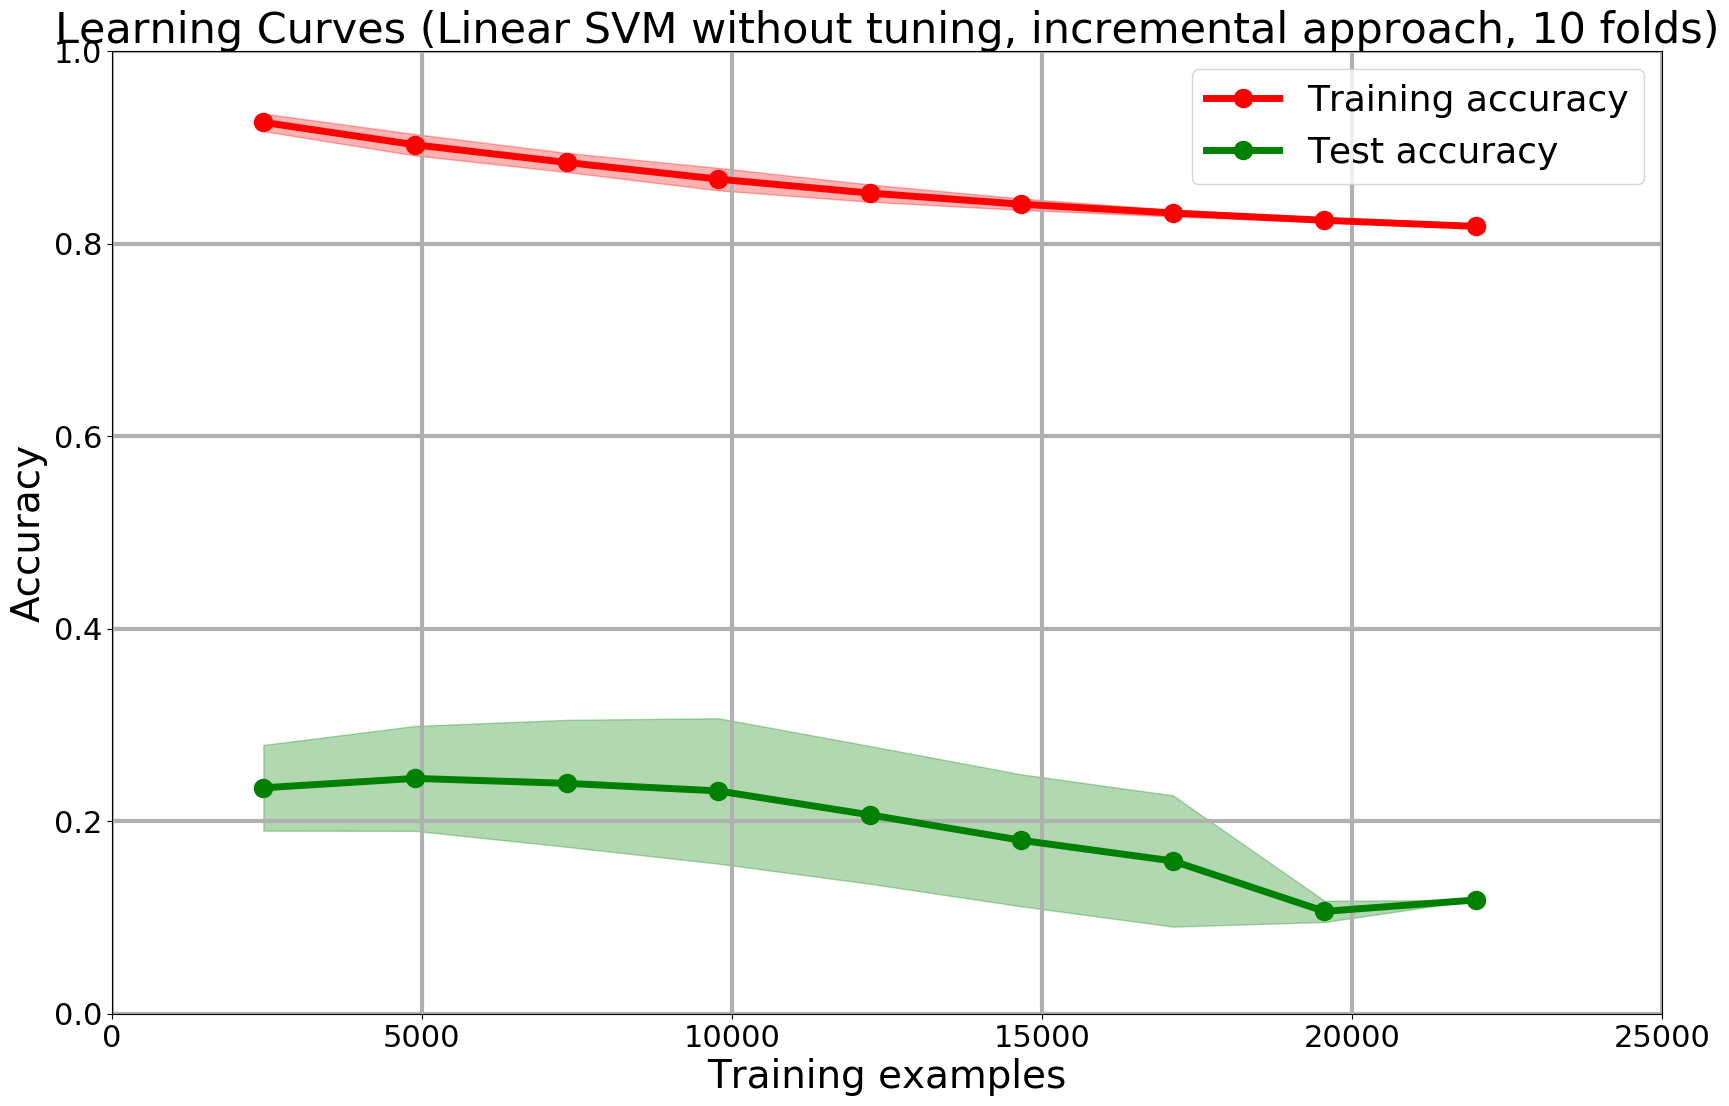 Learning Curves (Linear SVM without tuning, incremental approach, 10 folds)
1.0
0.8
0.6
0.4
0.2
0.0
Accuracy
Training accuracy
Test accuracy
0 5000 10000 15000 20000 25000
Training examples